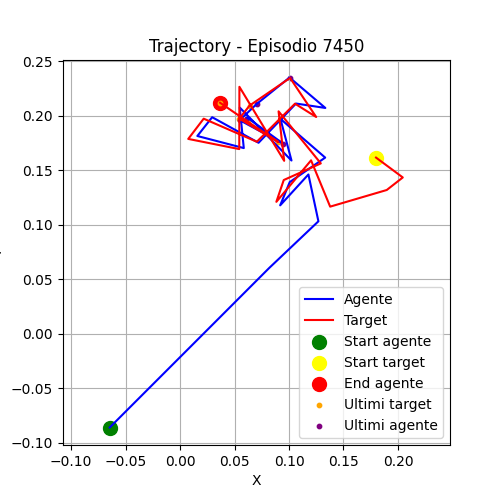 Trajectory - Episodio 7450
0.25
0.20
0.15
0.10
0.05
0.00
−0.05
−0.10
−0.10 −0.05 0.00 0.05 0.10 0.15 0.20
X
Agente
Target
Start agente
Start target
End agente
Ultimi target
Ultimi agente